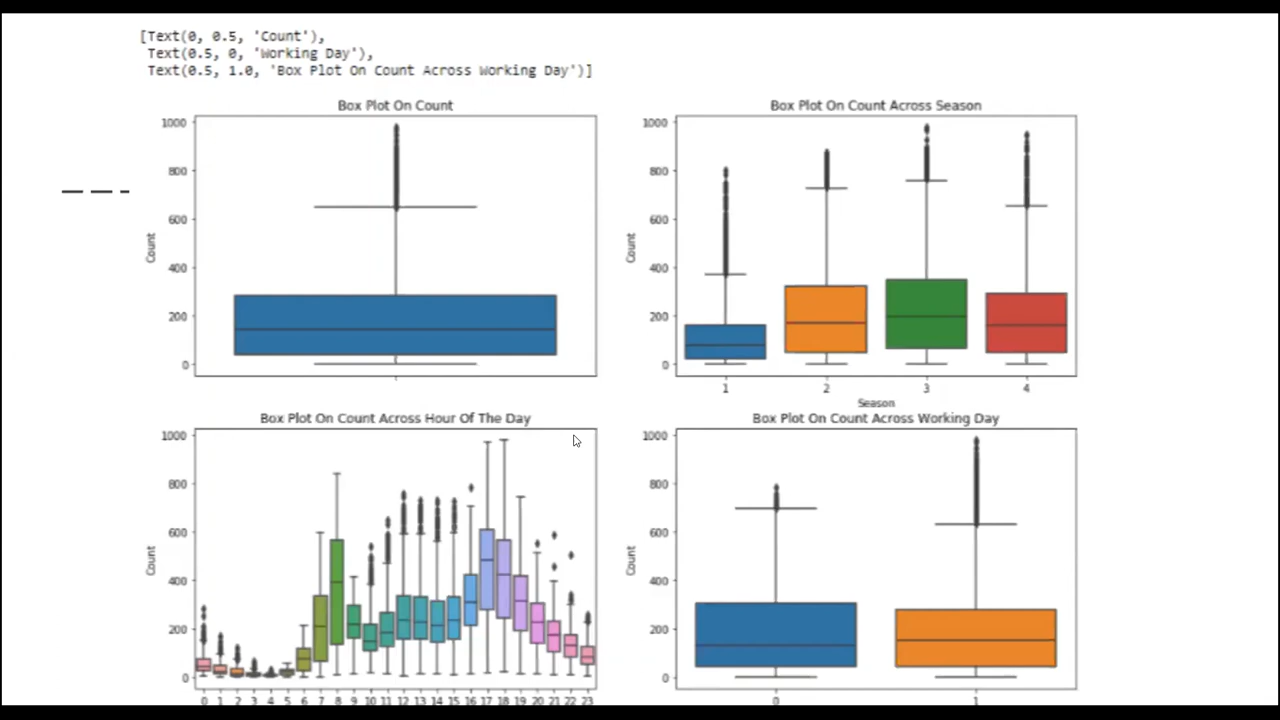 [Text(0, 0.5, 'Count'),
Text(0.5, 0, 'Working Day'),
Text(0.5, 1.0, 'Box Plot On Count Across Working Day')]
Box Plot On Count
1000
800
600
400
200
0
Count
Box Plot On Count Across Season
1000
800
600
400
200
0
Count
1 2 3 4
Season
Box Plot On Count Across Hour Of The Day
1000
800
600
400
200
0
Count
0 1 2 3 4 5 6 7 8 9 10 11 12 13 14 15 16 17 18 19 20 21 22 23
Box Plot On Count Across Working Day
1000
800
600
400
200
0
Count
0 1